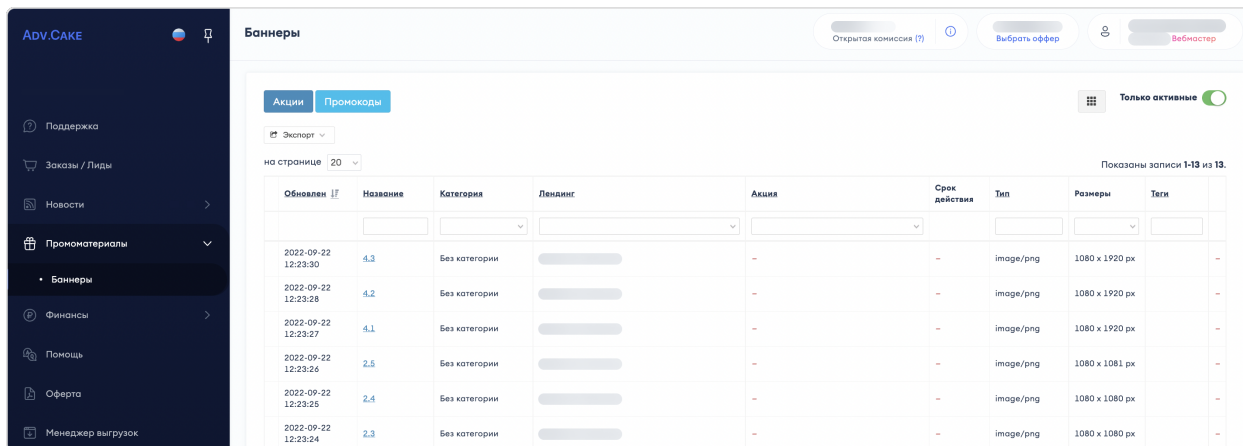 ADV.CAKE
Баннеры
Открытая комиссия (?)
Выбрать оффер
Вебмастер
Поддержка
Заказы / Лиды
Новости
Промоматериалы
Баннеры
Финансы
Помощь
Оферта
Менеджер выгрузок
Акции Промокоды
Только активные
Экспорт
на странице 20
Показаны записи 1-13 из 13.
Обновлен Название Категория Лендинг Акция Срок действия Тип Размеры Теги
2022-09-22 12:23:30 4.3 Без категории – – image/png 1080 x 1920 px –
2022-09-22 12:23:28 4.2 Без категории – – image/png 1080 x 1920 px –
2022-09-22 12:23:27 4.1 Без категории – – image/png 1080 x 1920 px –
2022-09-22 12:23:26 2.5 Без категории – – image/png 1080 x 1081 px –
2022-09-22 12:23:25 2.4 Без категории – – image/png 1080 x 1080 px –
2022-09-22 12:23:24 2.3 Без категории – – image/png 1080 x 1080 px –